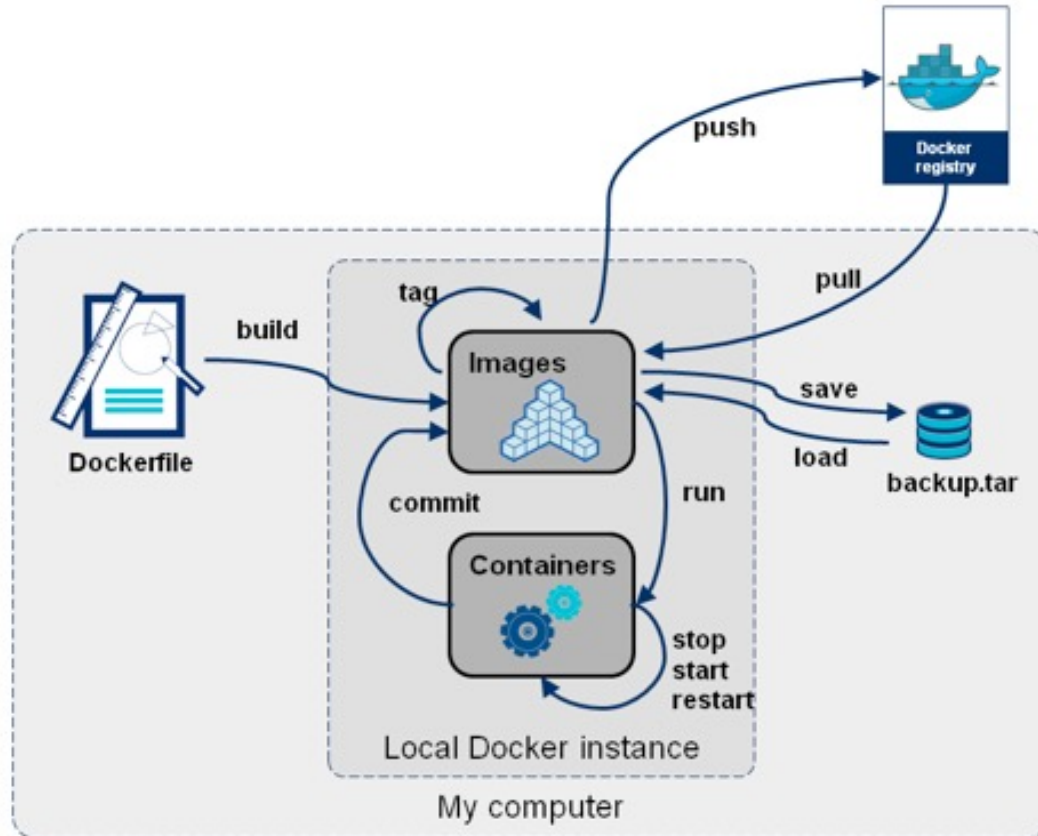 push
Docker
registry
tag
pull
build
Images
save
Dockerfile
load
backup.tar
commit
run
Containers
stop
start
restart
Local Docker instance
My computer